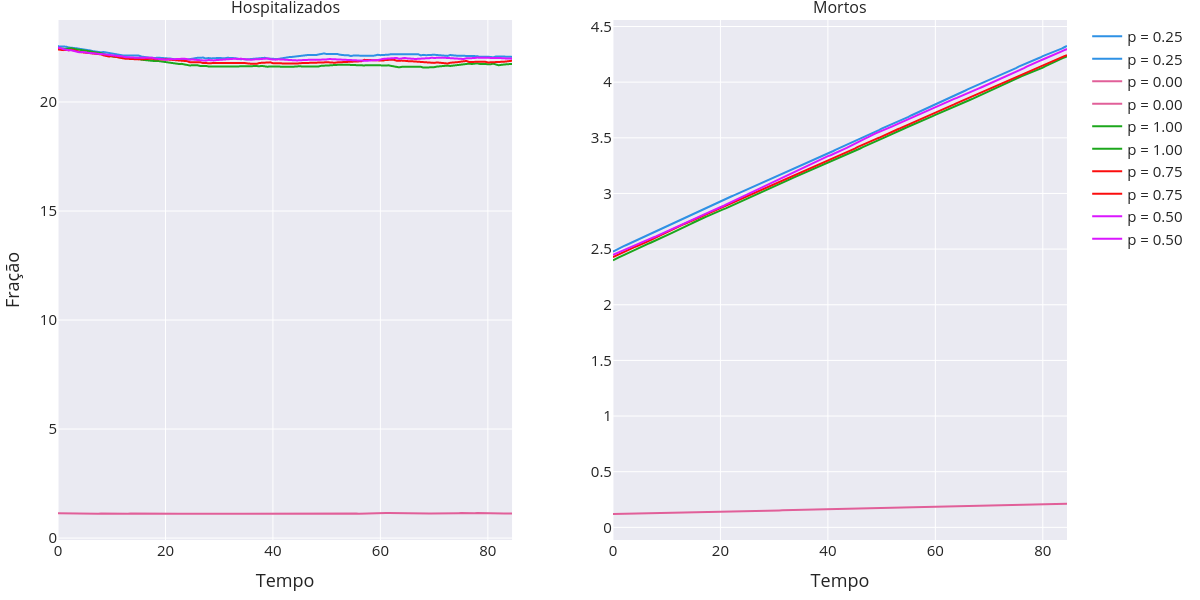 Hospitalizados
Mortos
Fração
20
15
10
5
0
0 20 40 60 80
Tempo
4.5
4
3.5
3
2.5
2
1.5
1
0.5
0
0 20 40 60 80
Tempo
p = 0.25
p = 0.25
p = 0.00
p = 0.00
p = 1.00
p = 1.00
p = 0.75
p = 0.75
p = 0.50
p = 0.50